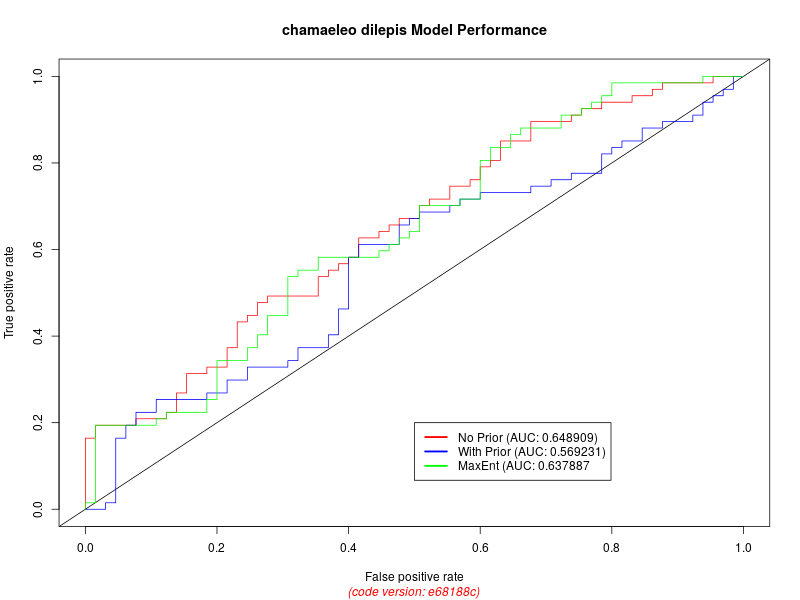 chamaeleo dilepis Model Performance
True positive rate
1.0
0.8
0.6
0.4
0.2
0.0
No Prior (AUC: 0.648909)
With Prior (AUC: 0.569231)
MaxEnt (AUC: 0.637887
0.0 0.2 0.4 0.6 0.8 1.0
False positive rate
(code version: e68188c)